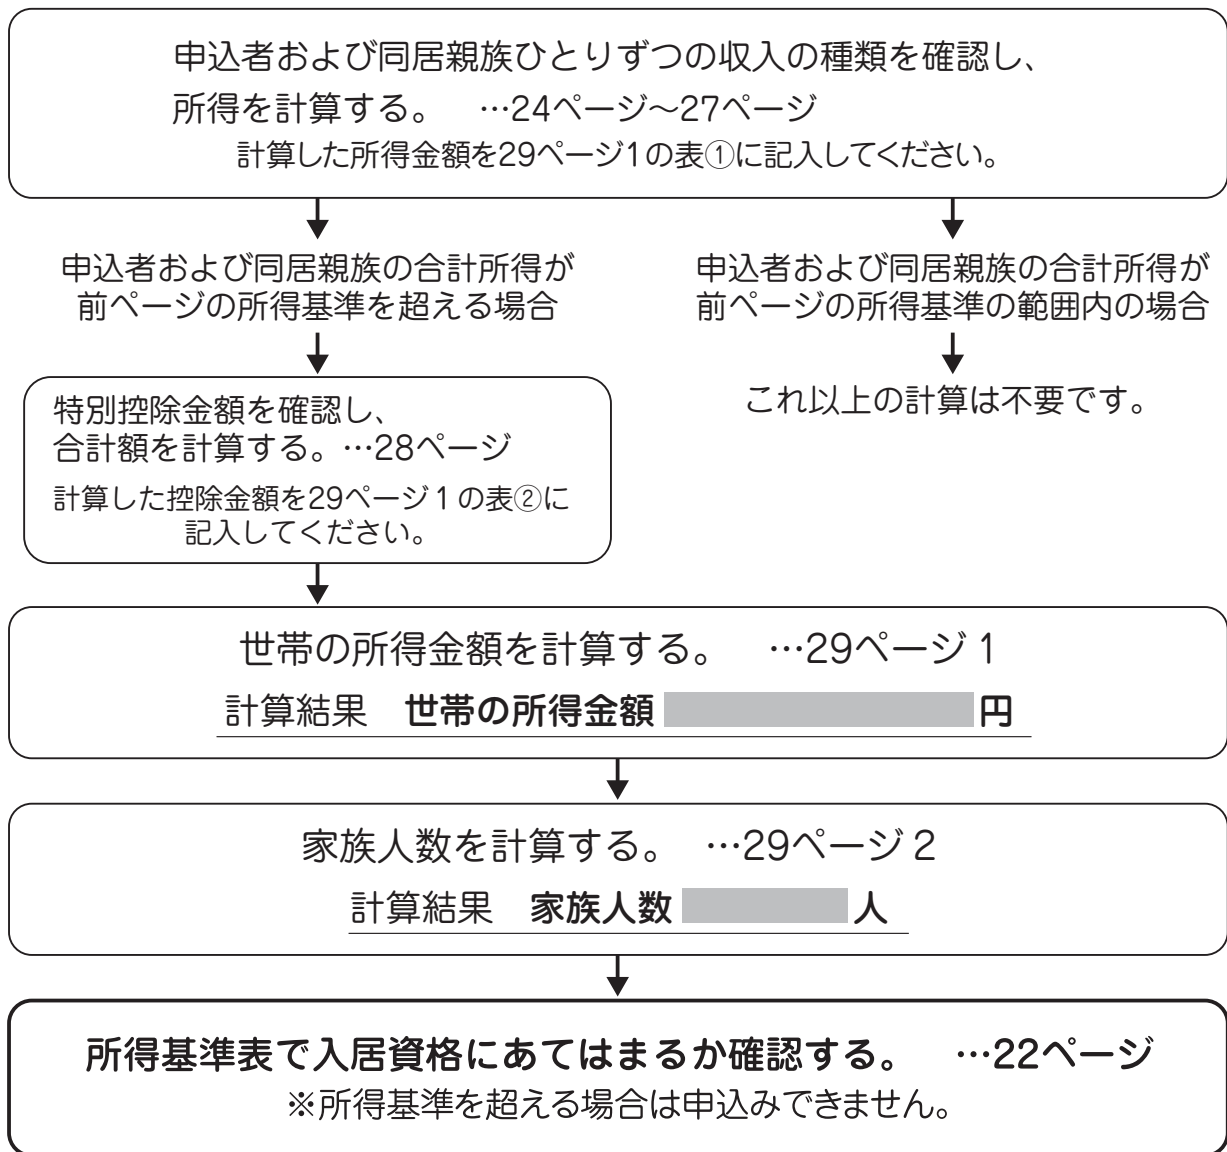 申込者および同居親族ひとりずつの収入の種類を確認し、
所得を計算する。　…24ページ～27ページ
計算した所得金額を29ページ1の表①に記入してください。
申込者および同居親族の合計所得が
前ページの所得基準を超える場合
申込者および同居親族の合計所得が
前ページの所得基準の範囲内の場合
特別控除金額を確認し、
合計額を計算する。…28ページ
計算した控除金額を29ページ1の表②に
記入してください。
これ以上の計算は不要です。
世帯の所得金額を計算する。　…29ページ1
計算結果　世帯の所得金額　円
家族人数を計算する。　…29ページ2
計算結果　家族人数　人
所得基準表で入居資格にあてはまるか確認する。　…22ページ
※所得基準を超える場合は申込みできません。